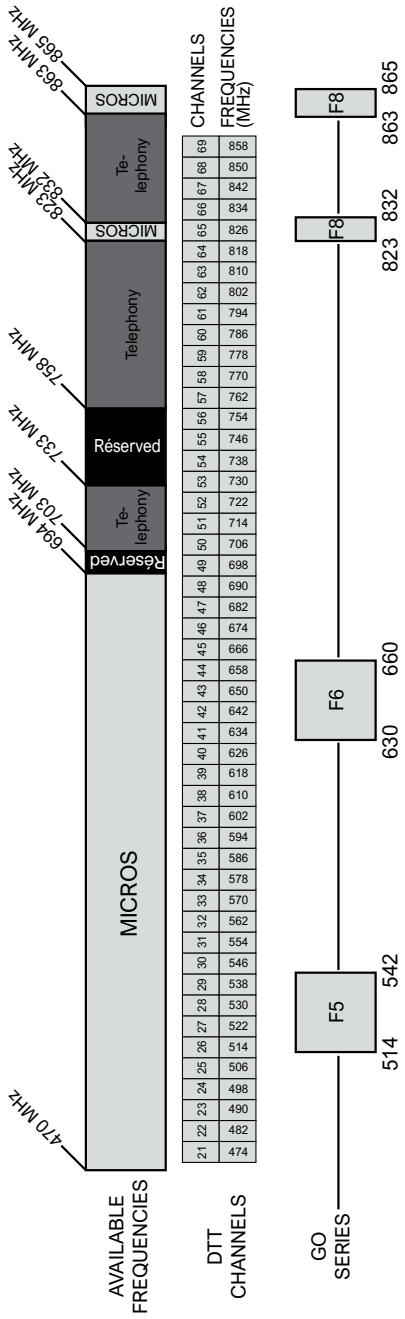 470 MHz
694 MHz
703 MHz
733 MHz
758 MHz
823 MHz
832 MHz
863 MHz
865 MHz
AVAILABLE
FREQUENCIES
MICROS
Réserved
Te-
lephony
Réserved
Telephony
MICROS
Te-
lephony
MICROS
DTT
CHANNELS
21 22 23 24 25 26 27 28 29 30 31 32 33 34 35 36 37 38 39 40 41 42 43 44 45 46 47 48 49 50 51 52 53 54 55 56 57 58 59 60 61 62 63 64 65 66 67 68 69
CHANNELS
474 482 490 498 506 514 522 530 538 546 554 562 570 578 586 594 602 610 618 626 634 642 650 658 666 674 682 690 698 706 714 722 730 738 746 754 762 770 778 786 794 802 810 818 826 834 842 850 858
FREQUENCIES
(MHz)
GO
SERIES
F5
F6
F8
F8
514 542 630 660 823 832 863 865